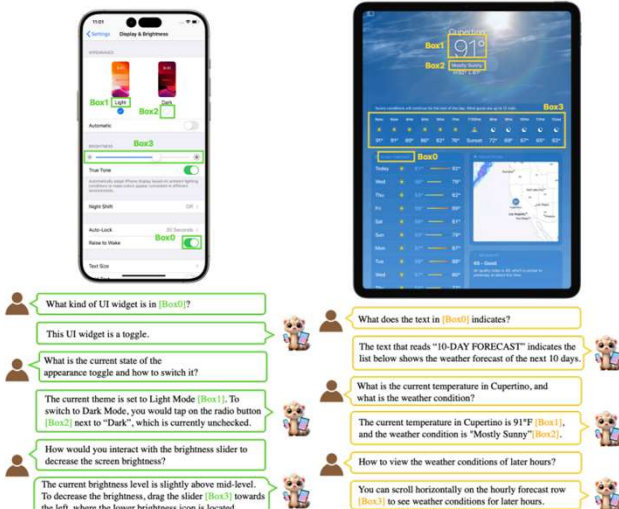 11:01
Settings Display & Brightness
APPEARANCE
Box1 Light
Dark
Box2
Automatic
BRIGHTNESS Box3
True Tone
Night Shift Off
Auto-Lock 30 Seconds
Raise to Wake Box0
Text Size
What kind of UI widget is in [Box0]?
This UI widget is a toggle.
What is the current state of the
appearance toggle and how to switch it?
The current theme is set to Light Mode [Box1]. To
switch to Dark Mode, you would tap on the radio button
[Box2] next to “Dark”, which is currently unchecked.
How would you interact with the brightness slider to
decrease the screen brightness?
The current brightness level is slightly above mid-level.
To decrease the brightness, drag the slider [Box3] towards
the left, where the lower brightness icon is located.
Cupertino
Box1 91°
Box2 Mostly Sunny
Box3
Sunset
Box0
Today
Wed
Thu
Fri
Sat
Sun
Mon
Tue
Wed
What does the text in [Box0] indicates?
The text that reads “10-DAY FORECAST” indicates the
list below shows the weather forecast of the next 10 days.
What is the current temperature in Cupertino, and
what is the weather condition?
The current temperature in Cupertino is 91°F [Box1],
and the weather condition is "Mostly Sunny"[Box2].
How to view the weather conditions of later hours?
You can scroll horizontally on the hourly forecast row
[Box3] to see weather conditions for later hours.